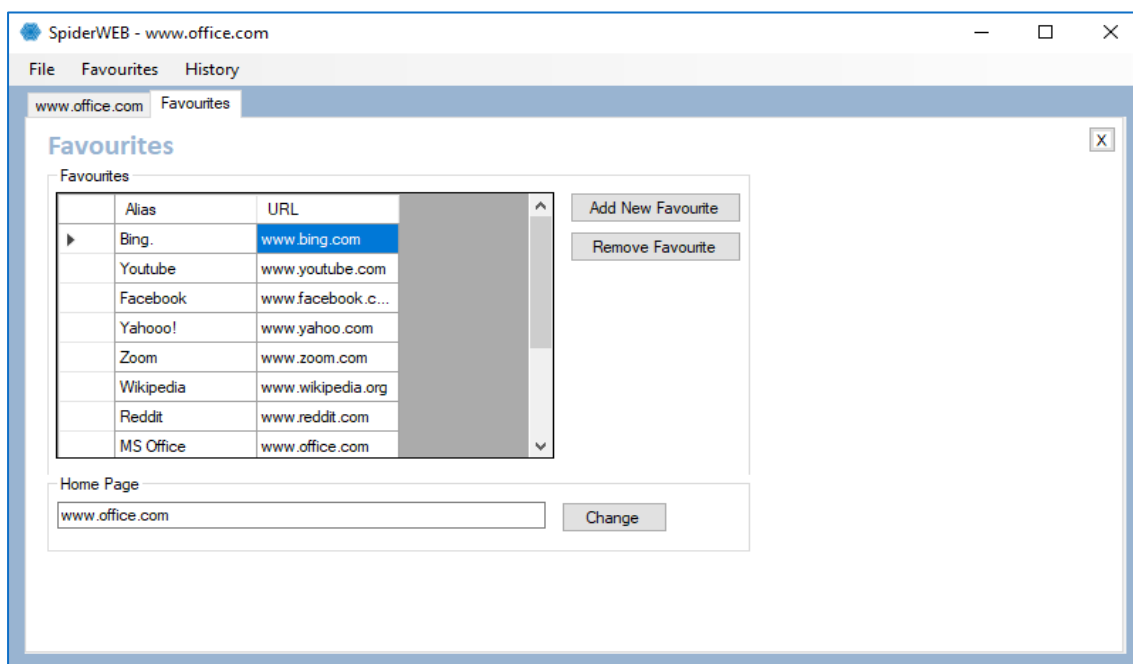 SpiderWEB - www.office.com
File Favourites History
www.office.com Favourites
Favourites
X
Favourites
Alias URL
Add New Favourite
Bing. www.bing.com
Remove Favourite
Youtube www.youtube.com
Facebook www.facebook.c...
Yahooo! www.yahoo.com
Zoom www.zoom.com
Wikipedia www.wikipedia.org
Reddit www.reddit.com
MS Office www.office.com
Home Page
www.office.com
Change